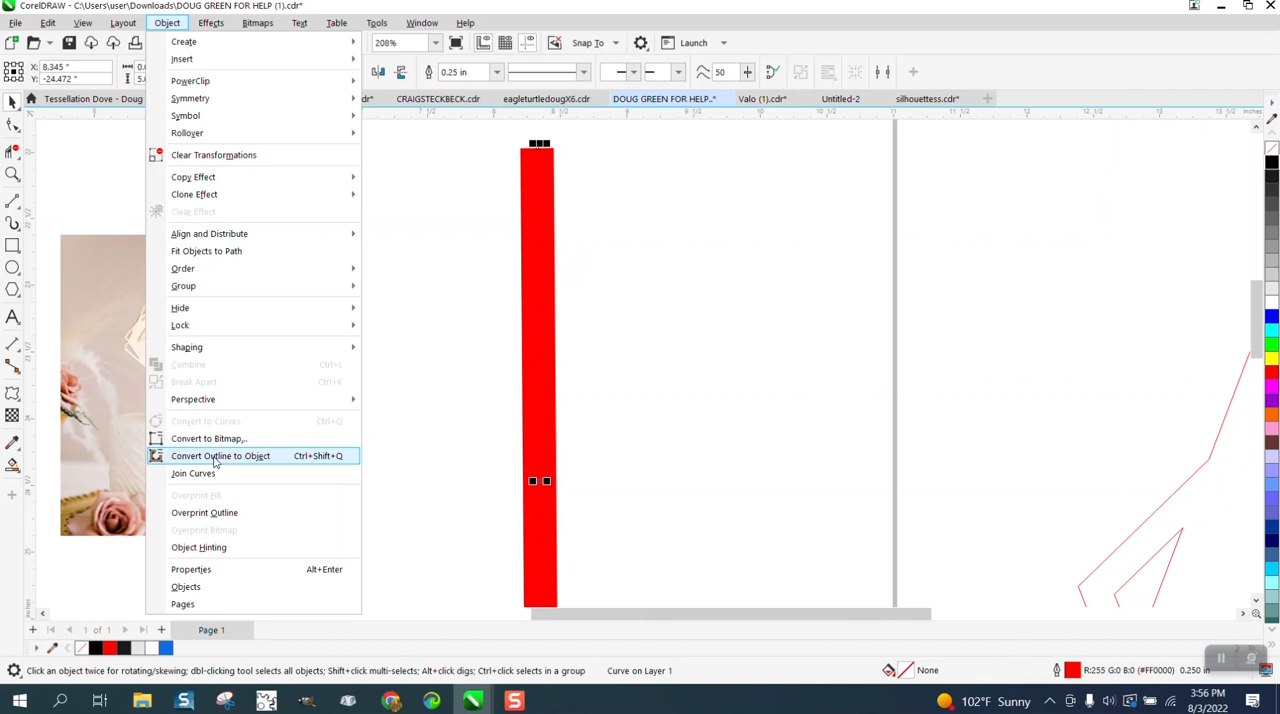 CorelDRAW - C:\Users\user\Downloads\DOUG GREEN FOR HELP (1).cdr*
File Edit View Layout Object Effects Bitmaps Text Table Tools Window Help
208% Snap To Launch
X: 8.345 "
Y: -24.472 "
0.25 in 50
Tessellation Dove - Doug CRAIGSTECKBECK.cdr eagleturtledougX6.cdr DOUG GREEN FOR HELP..* Valo (1).cdr* Untitled-2 silhouettess.cdr*
Create
Insert
PowerClip
Symmetry
Symbol
Rollover
Clear Transformations
Copy Effect
Clone Effect
Clear Effect
Align and Distribute
Fit Objects to Path
Order
Group
Hide
Lock
Shaping
Combine Ctrl+L
Break Apart Ctrl+K
Perspective
Convert to Curves Ctrl+Q
Convert to Bitmap...
Convert Outline to Object Ctrl+Shift+Q
Join Curves
Overprint Fill
Overprint Outline
Overprint Bitmap
Object Hinting
Properties Alt+Enter
Objects
Pages
1 of 1 Page 1
Click an object twice for rotating/skewing; dbl-clicking tool selects all objects; Shift+click multi-selects; Alt+click digs; Ctrl+click selects in a group Curve on Layer 1 None R:255 G:0 B:0 (#FF0000) 0.250 in
102°F Sunny 3:56 PM
8/3/2022